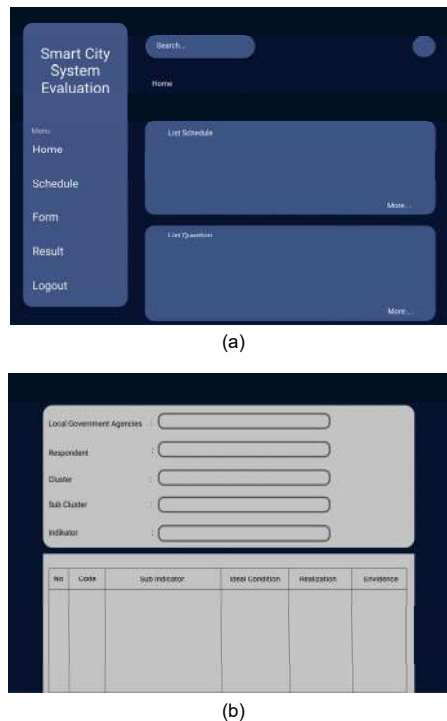 Smart City
System
Evaluation
Search...
Home
Menu
Home
Schedule
Form
Result
Logout
List Schedule
More...
List Question
More...
(a)
Local Government Agencies :
Respondant :
Cluster :
Sub Cluster :
Indikator :
No Code Sub Indicator Ideal Condition Realization Envidence
(b)